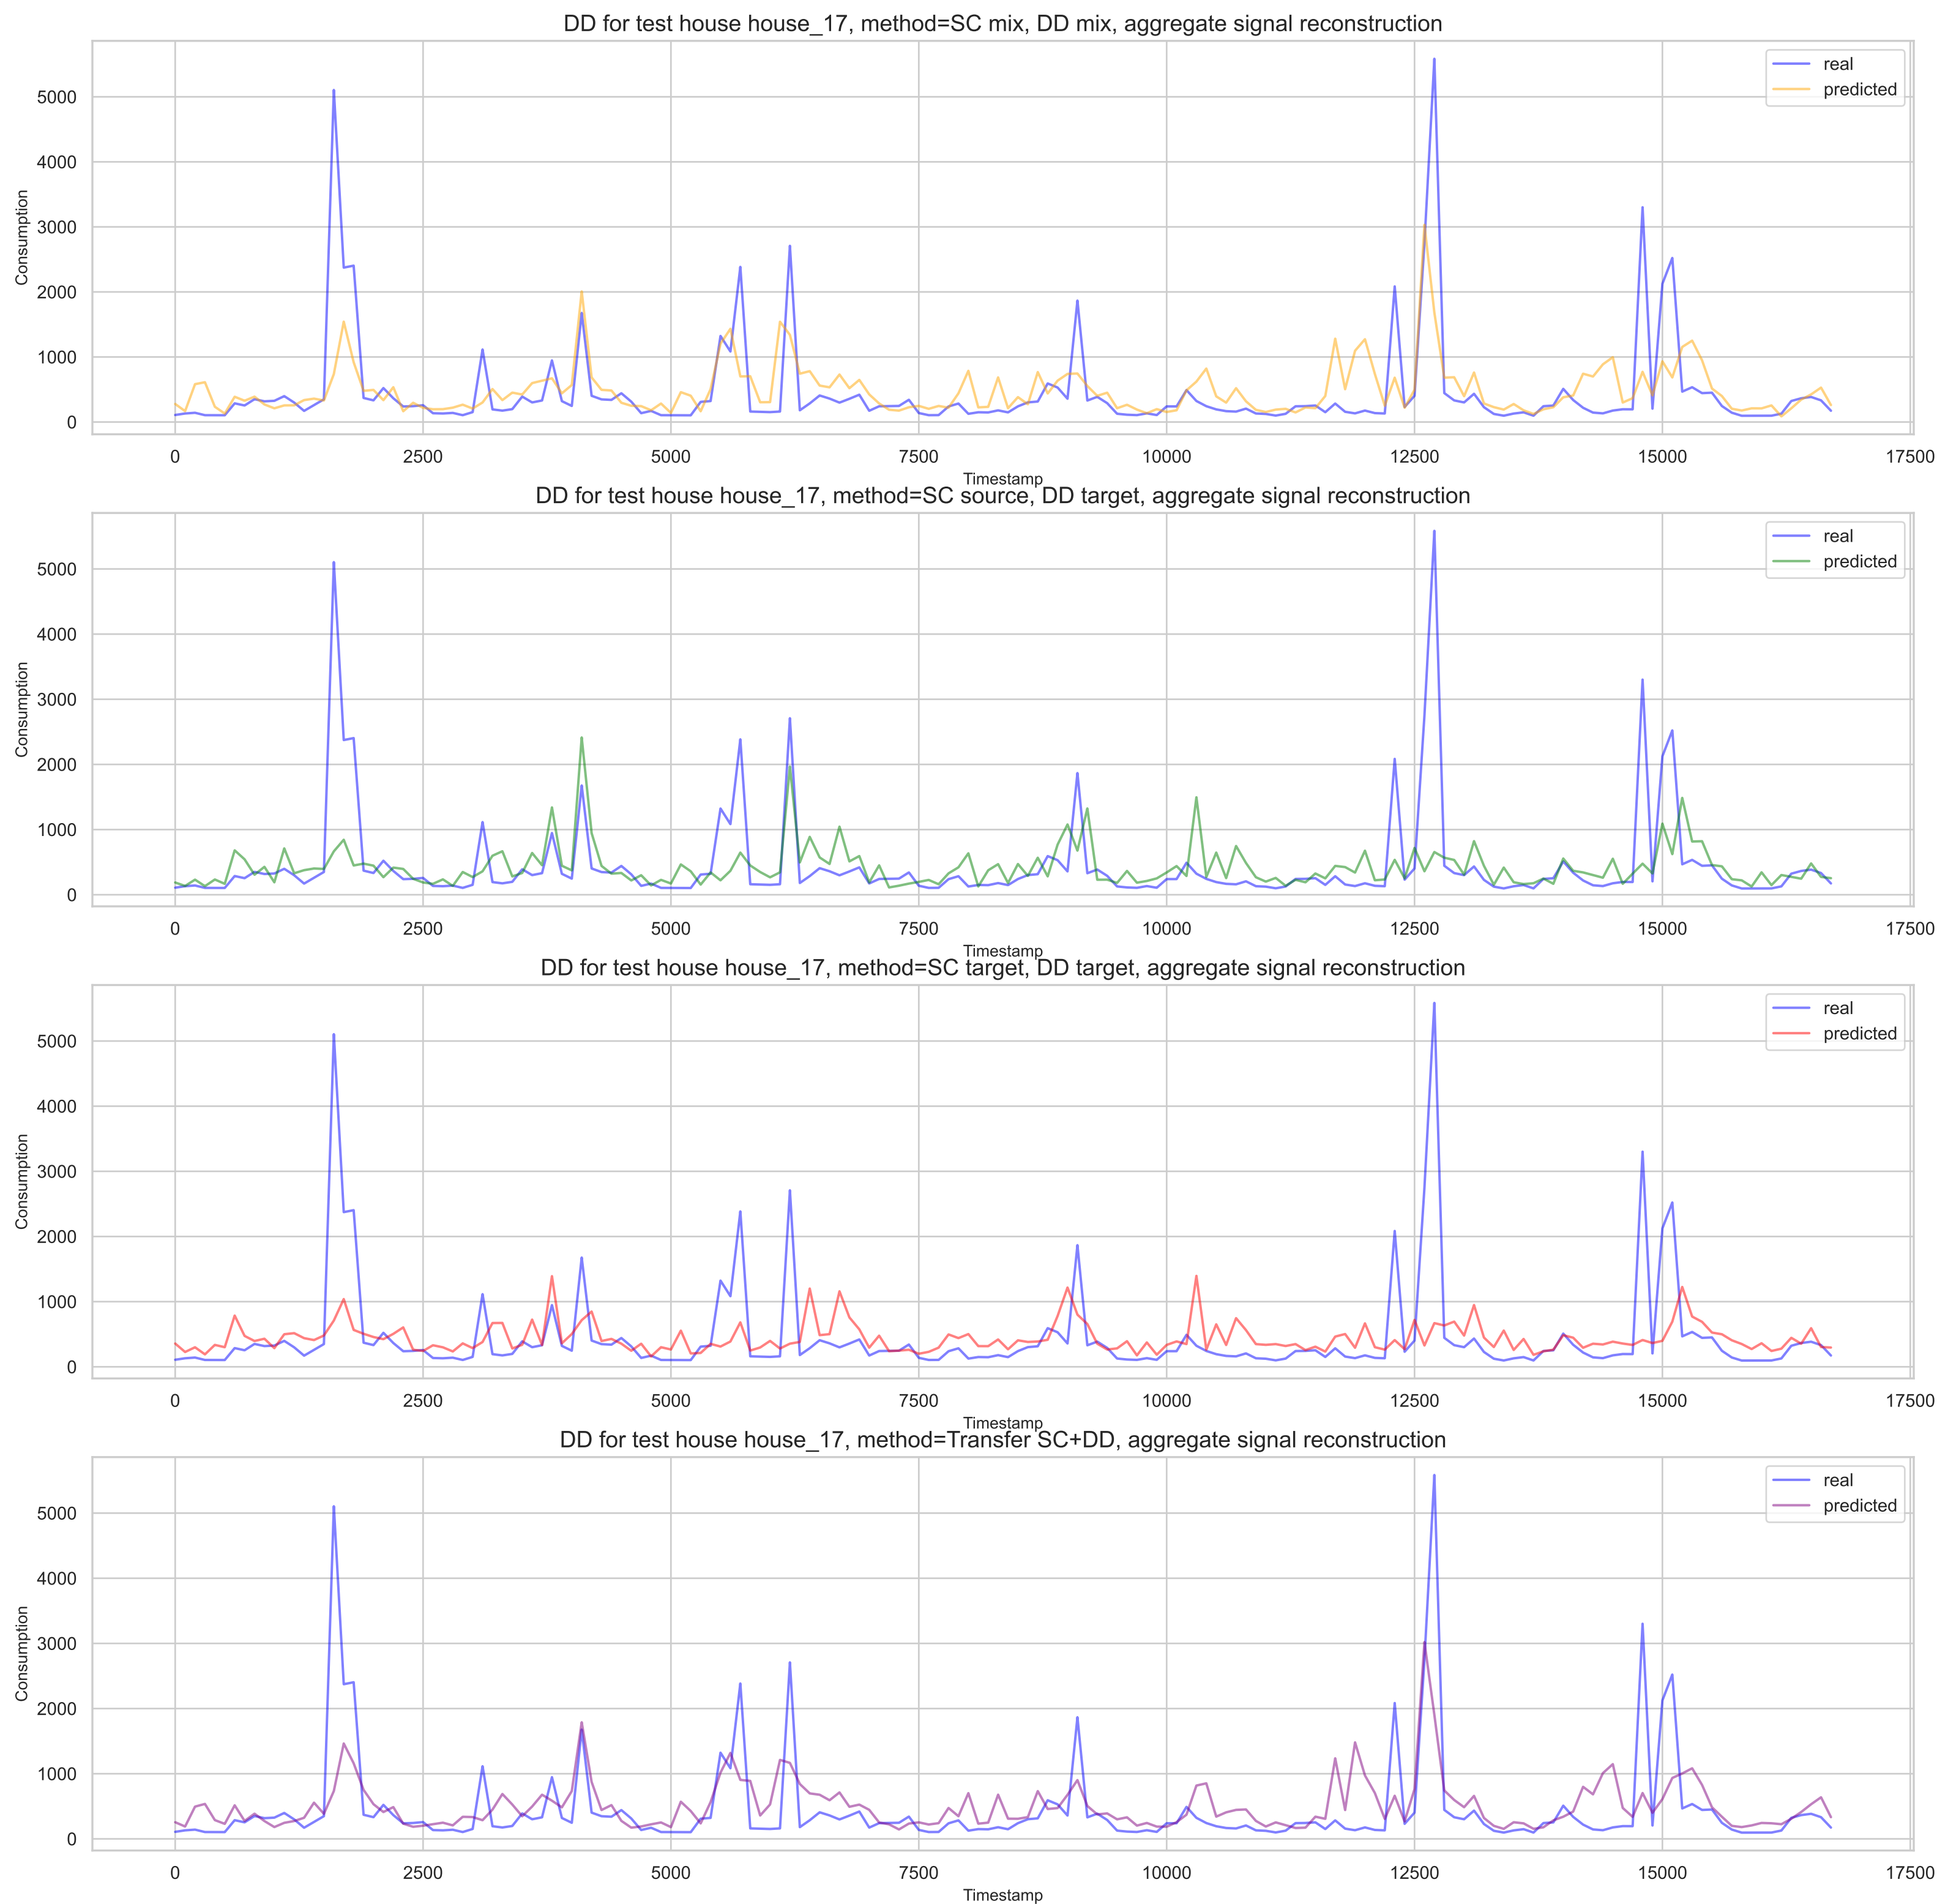 DD for test house house_17, method=SC mix, DD mix, aggregate signal reconstruction
real
predicted
5000
4000
3000
2000
1000
0
Consumption
0 2500 5000 7500 10000 12500 15000 17500
Timestamp
DD for test house house_17, method=SC source, DD target, aggregate signal reconstruction
real
predicted
5000
4000
3000
2000
1000
0
Consumption
0 2500 5000 7500 10000 12500 15000 17500
Timestamp
DD for test house house_17, method=SC target, DD target, aggregate signal reconstruction
real
predicted
5000
4000
3000
2000
1000
0
Consumption
0 2500 5000 7500 10000 12500 15000 17500
Timestamp
DD for test house house_17, method=Transfer SC+DD, aggregate signal reconstruction
real
predicted
5000
4000
3000
2000
1000
0
Consumption
0 2500 5000 7500 10000 12500 15000 17500
Timestamp